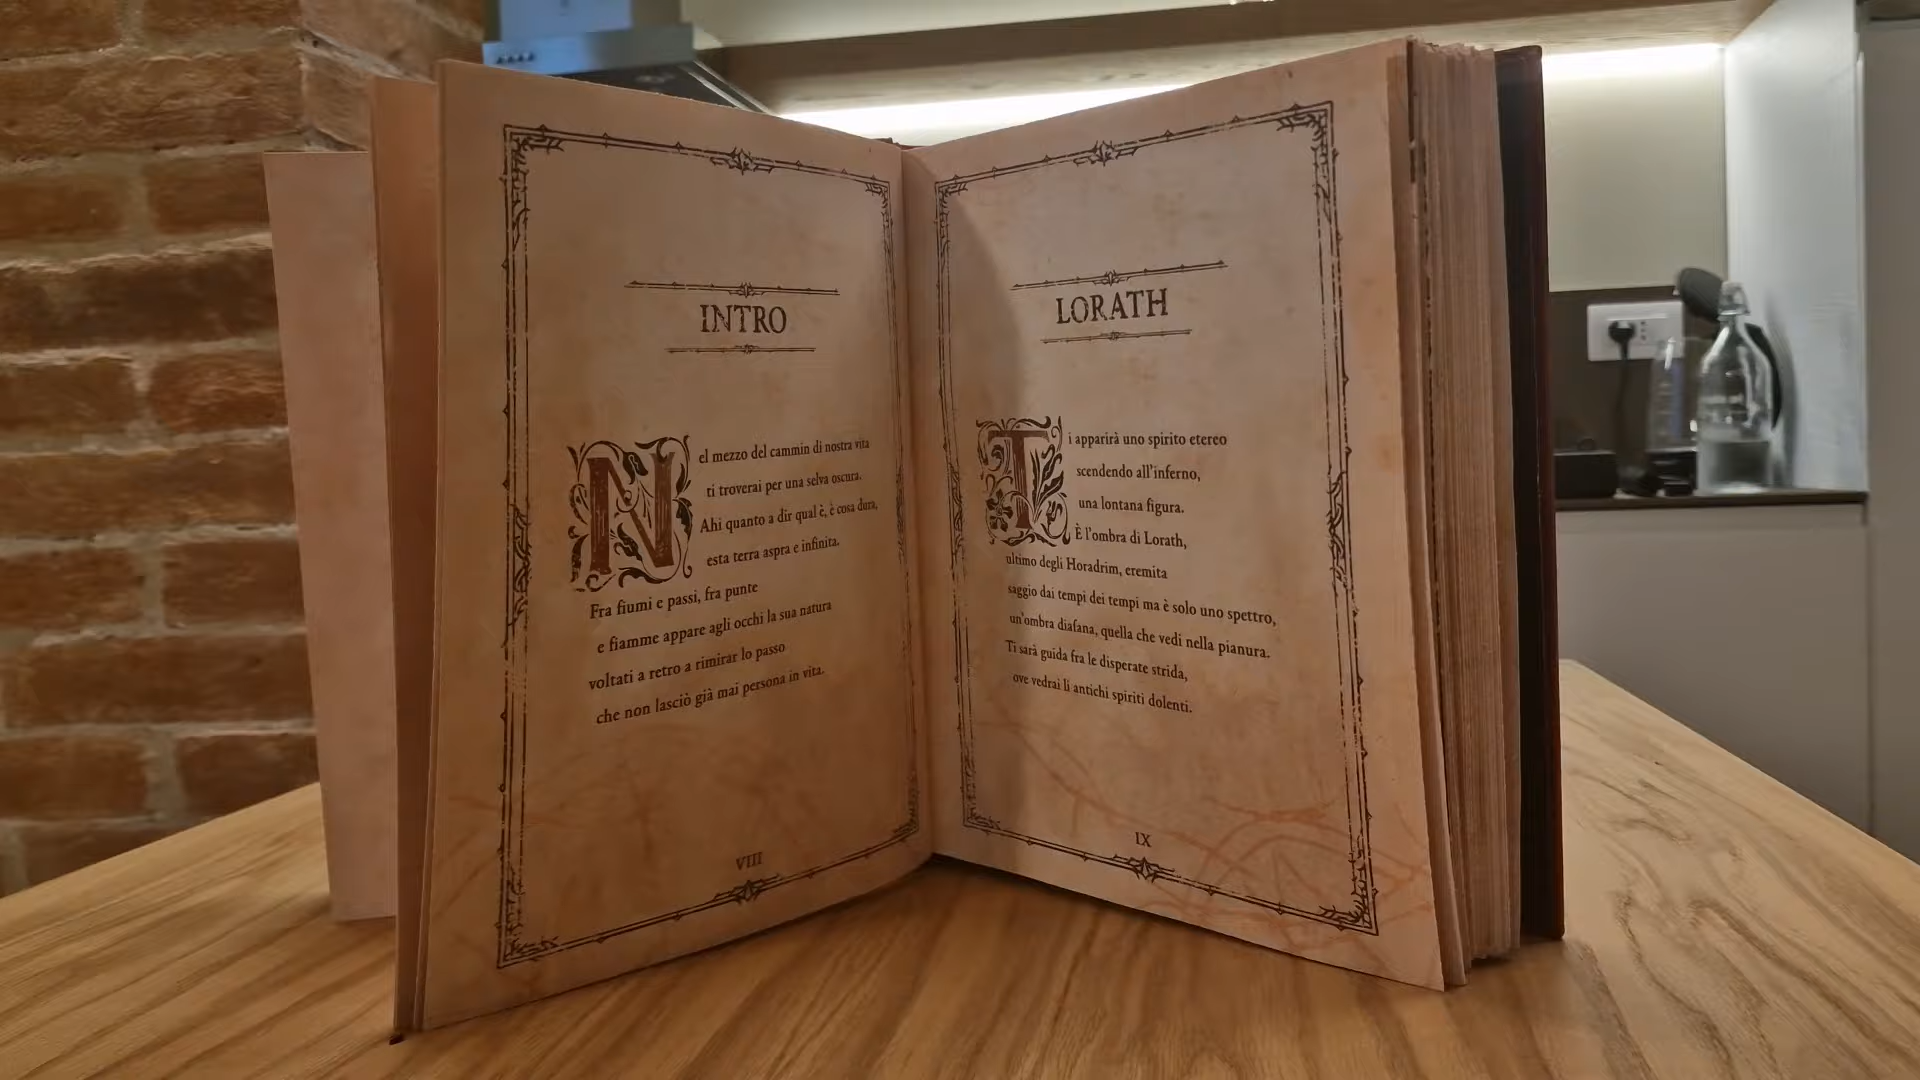 INTRO
Nel mezzo del cammin di nostra vita
ti troverai per una selva oscura.
Ahi quanto a dir qual è, è cosa dura,
esta terra aspra e infinita.
Fra fiumi e passi, fra punte
e fiamme appare agli occhi la sua natura
voltati a retro a rimirar lo passo
che non lasciò già mai persona in vita.
VIII
LORATH
Ti apparirà uno spirito etereo
scendendo all'inferno,
una lontana figura.
È l'ombra di Lorath,
ultimo degli Horadrim, eremita
saggio dai tempi dei tempi ma è solo uno spettro,
un'ombra diafana, quella che vedi nella pianura.
Ti sarà guida fra le disperate strida,
ove vedrai li antichi spiriti dolenti.
IX